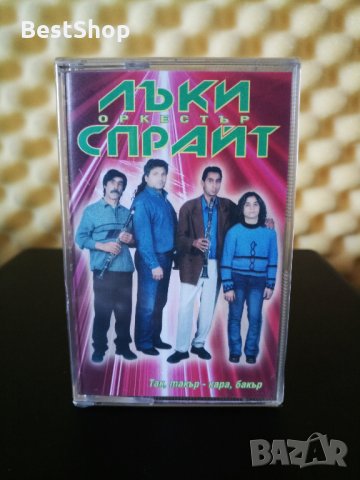 BestShop
ЛЪКИ
ОРКЕСТЪР
СПРАЙТ
Так, такър - кара, бакър
BAZAR